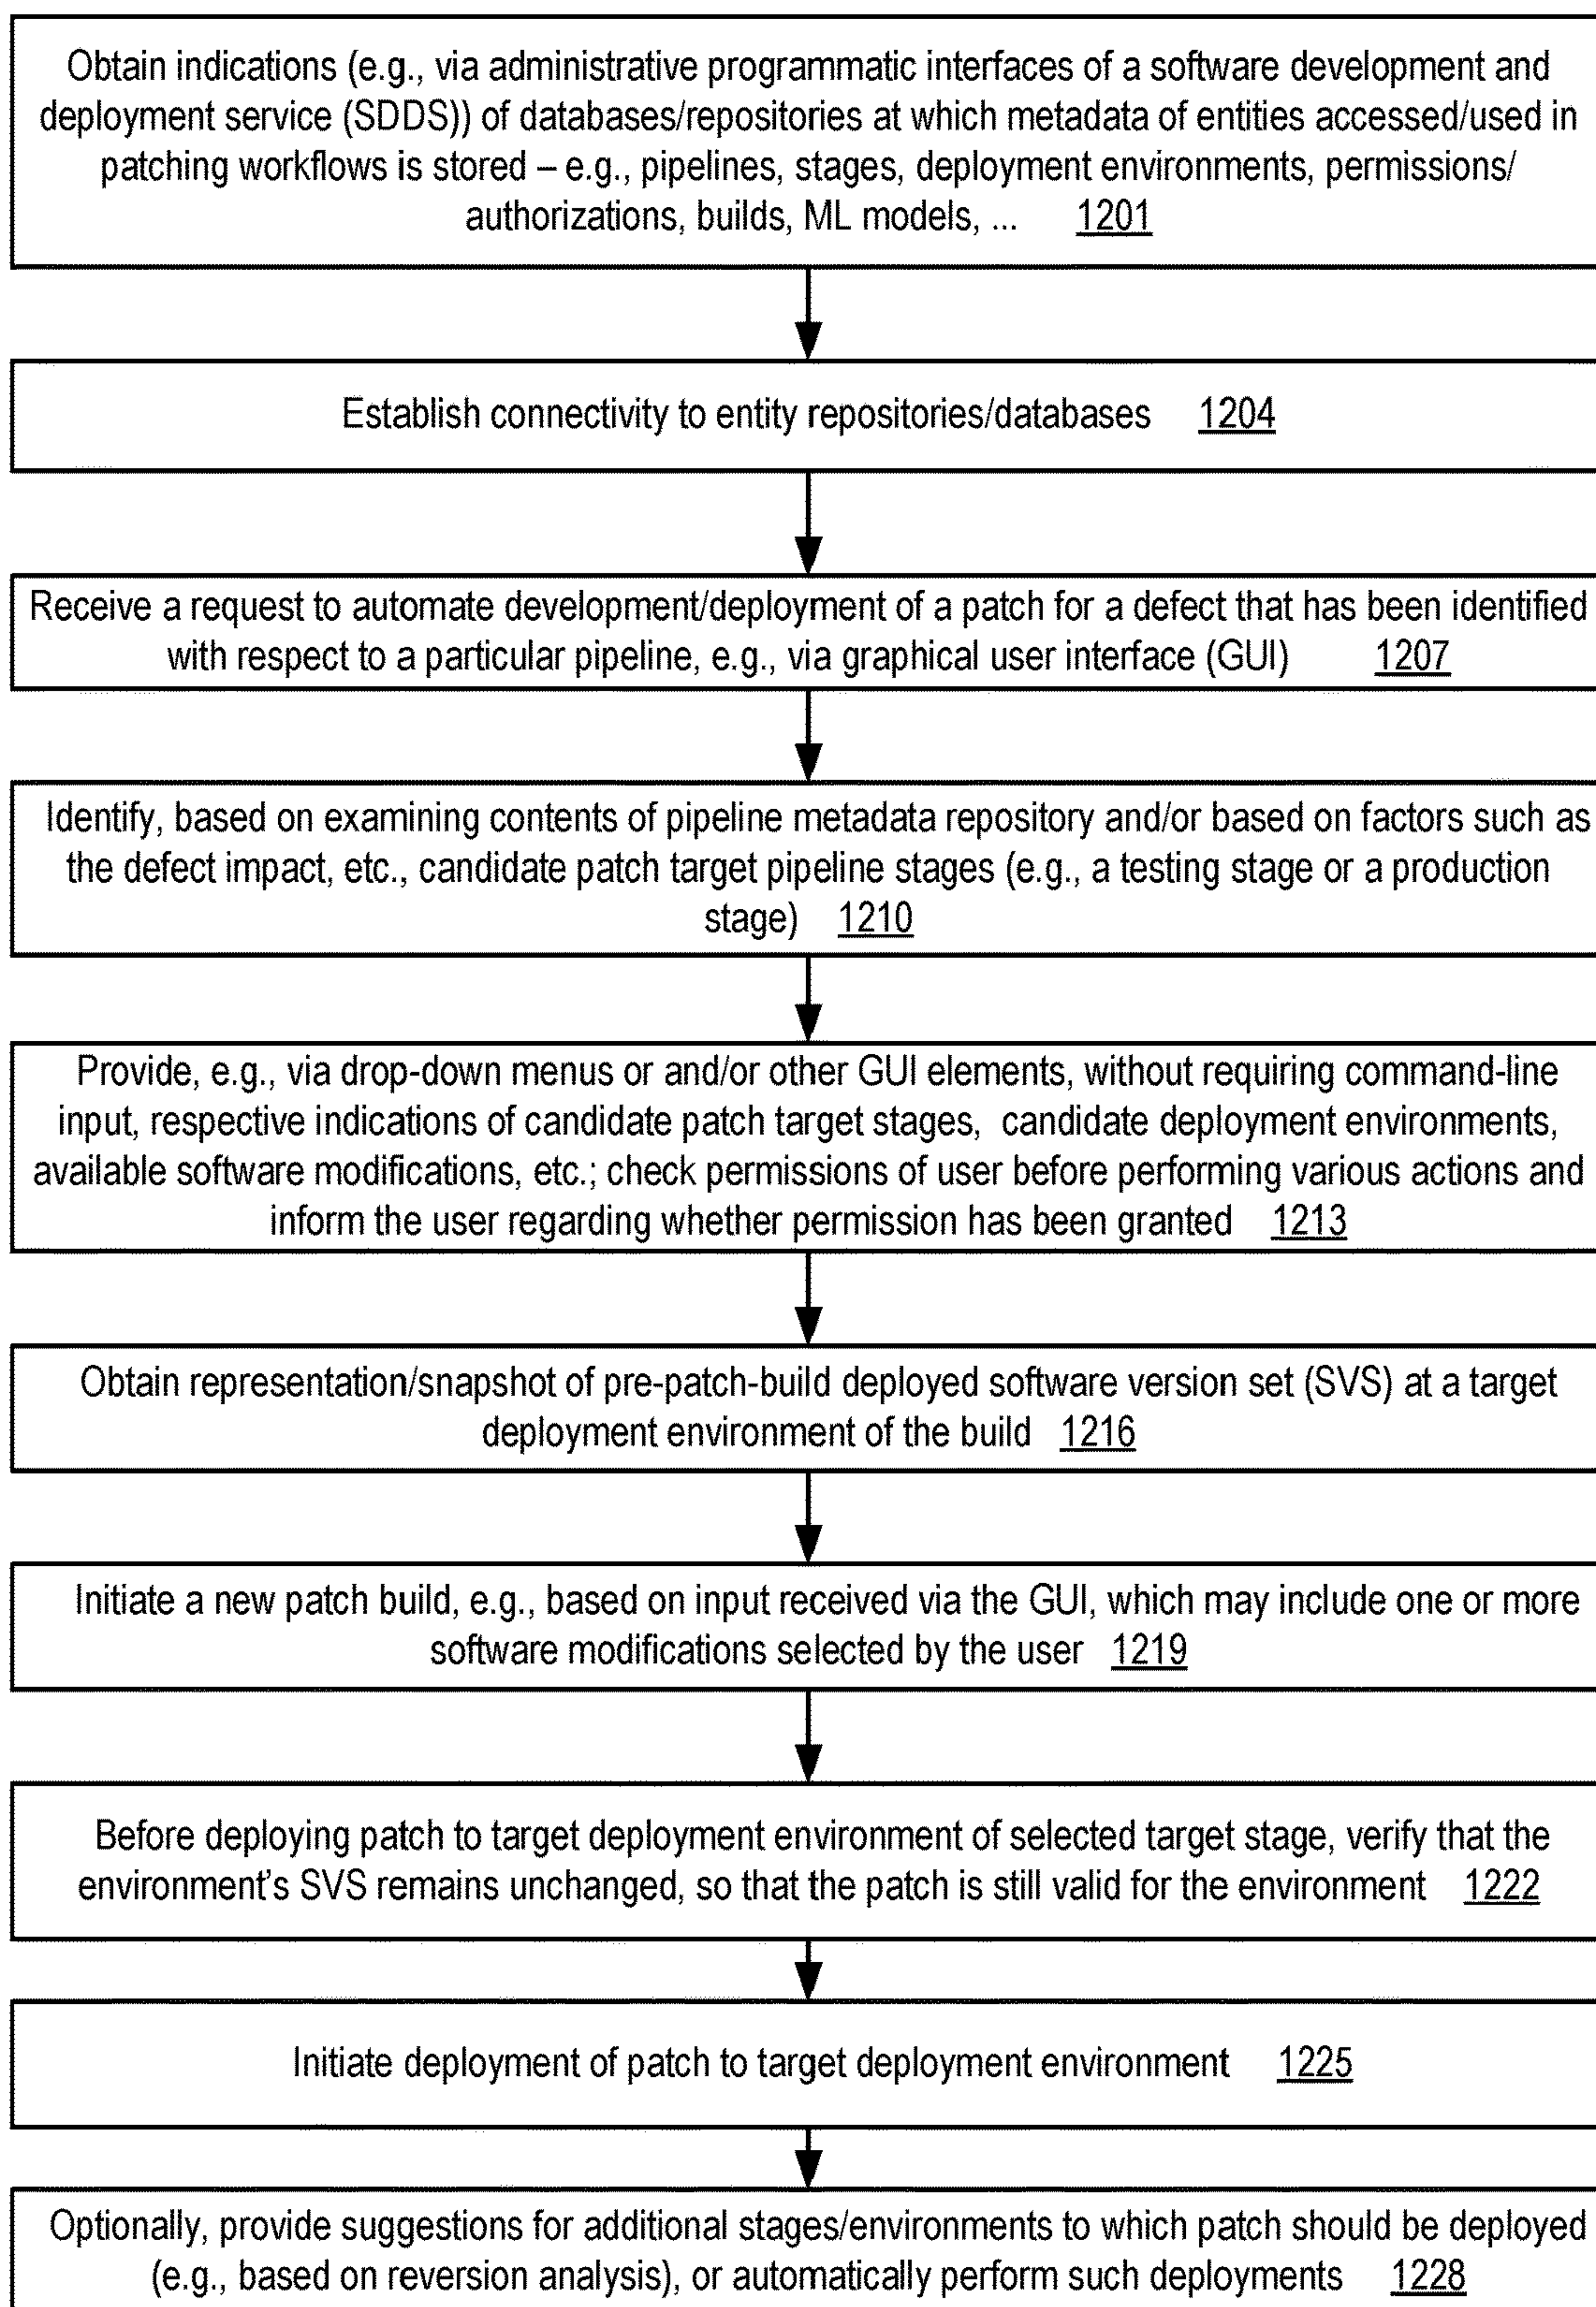 Obtain indications (e.g., via administrative programmatic interfaces of a software development and
deployment service (SDDS)) of databases/repositories at which metadata of entities accessed/used in
patching workflows is stored – e.g., pipelines, stages, deployment environments, permissions/
authorizations, builds, ML models, ... 1201
Establish connectivity to entity repositories/databases 1204
Receive a request to automate development/deployment of a patch for a defect that has been identified
with respect to a particular pipeline, e.g., via graphical user interface (GUI) 1207
Identify, based on examining contents of pipeline metadata repository and/or based on factors such as
the defect impact, etc., candidate patch target pipeline stages (e.g., a testing stage or a production
stage) 1210
Provide, e.g., via drop-down menus or and/or other GUI elements, without requiring command-line
input, respective indications of candidate patch target stages, candidate deployment environments,
available software modifications, etc.; check permissions of user before performing various actions and
inform the user regarding whether permission has been granted 1213
Obtain representation/snapshot of pre-patch-build deployed software version set (SVS) at a target
deployment environment of the build 1216
Initiate a new patch build, e.g., based on input received via the GUI, which may include one or more
software modifications selected by the user 1219
Before deploying patch to target deployment environment of selected target stage, verify that the
environment's SVS remains unchanged, so that the patch is still valid for the environment 1222
Initiate deployment of patch to target deployment environment 1225
Optionally, provide suggestions for additional stages/environments to which patch should be deployed
(e.g., based on reversion analysis), or automatically perform such deployments 1228